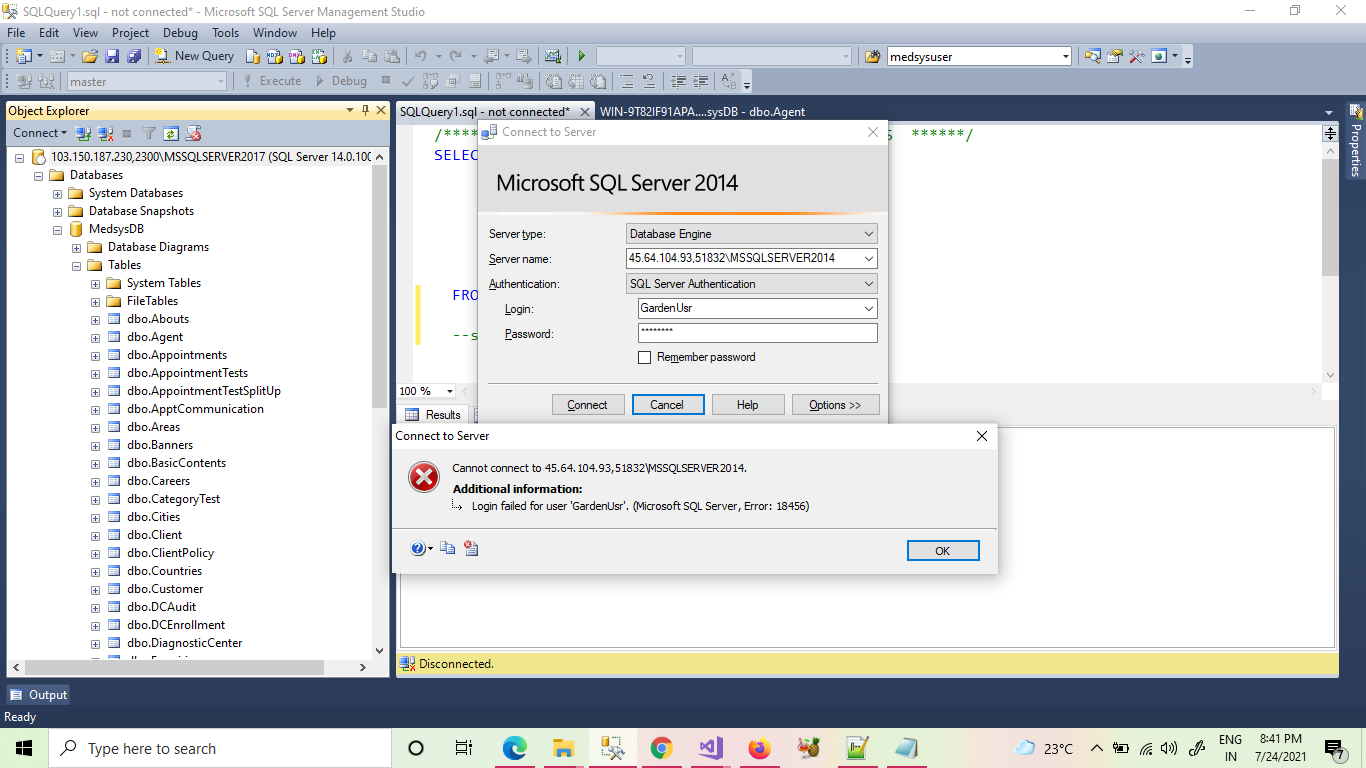 SQLQuery1.sql - not connected* - Microsoft SQL Server Management Studio
File Edit View Project Debug Tools Window Help
New Query medsysuser
master Execute Debug
Object Explorer
Connect
103.150.187.230,2300\MSSQLSERVER2017 (SQL Server 14.0.100
Databases
System Databases
Database Snapshots
MedsysDB
Database Diagrams
Tables
System Tables
FileTables
dbo.Abouts
dbo.Agent
dbo.Appointments
dbo.AppointmentTests
dbo.AppointmentTestSplitUp
dbo.ApptCommunication
dbo.Areas
dbo.Banners
dbo.BasicContents
dbo.Careers
dbo.CategoryTest
dbo.Cities
dbo.Client
dbo.ClientPolicy
dbo.Countries
dbo.Customer
dbo.DCAudit
dbo.DCEnrollment
dbo.DiagnosticCenter
SQLQuery1.sql - not connected* WIN-9T82IF91APA....sysDB - dbo.Agent
/**** S ******/
SELEC
FRO
--s
100 %
Results
Properties
Connect to Server
Microsoft SQL Server 2014
Server type: Database Engine
Server name: 45.64.104.93,51832\MSSQLSERVER2014
Authentication: SQL Server Authentication
Login: GardenUsr
Password: ********
Remember password
Connect Cancel Help Options >>
Connect to Server
Cannot connect to 45.64.104.93,51832\MSSQLSERVER2014.
Additional information:
Login failed for user 'GardenUsr'. (Microsoft SQL Server, Error: 18456)
OK
Disconnected.
Output
Ready
Type here to search
23°C
ENG
IN
8:41 PM
7/24/2021
7